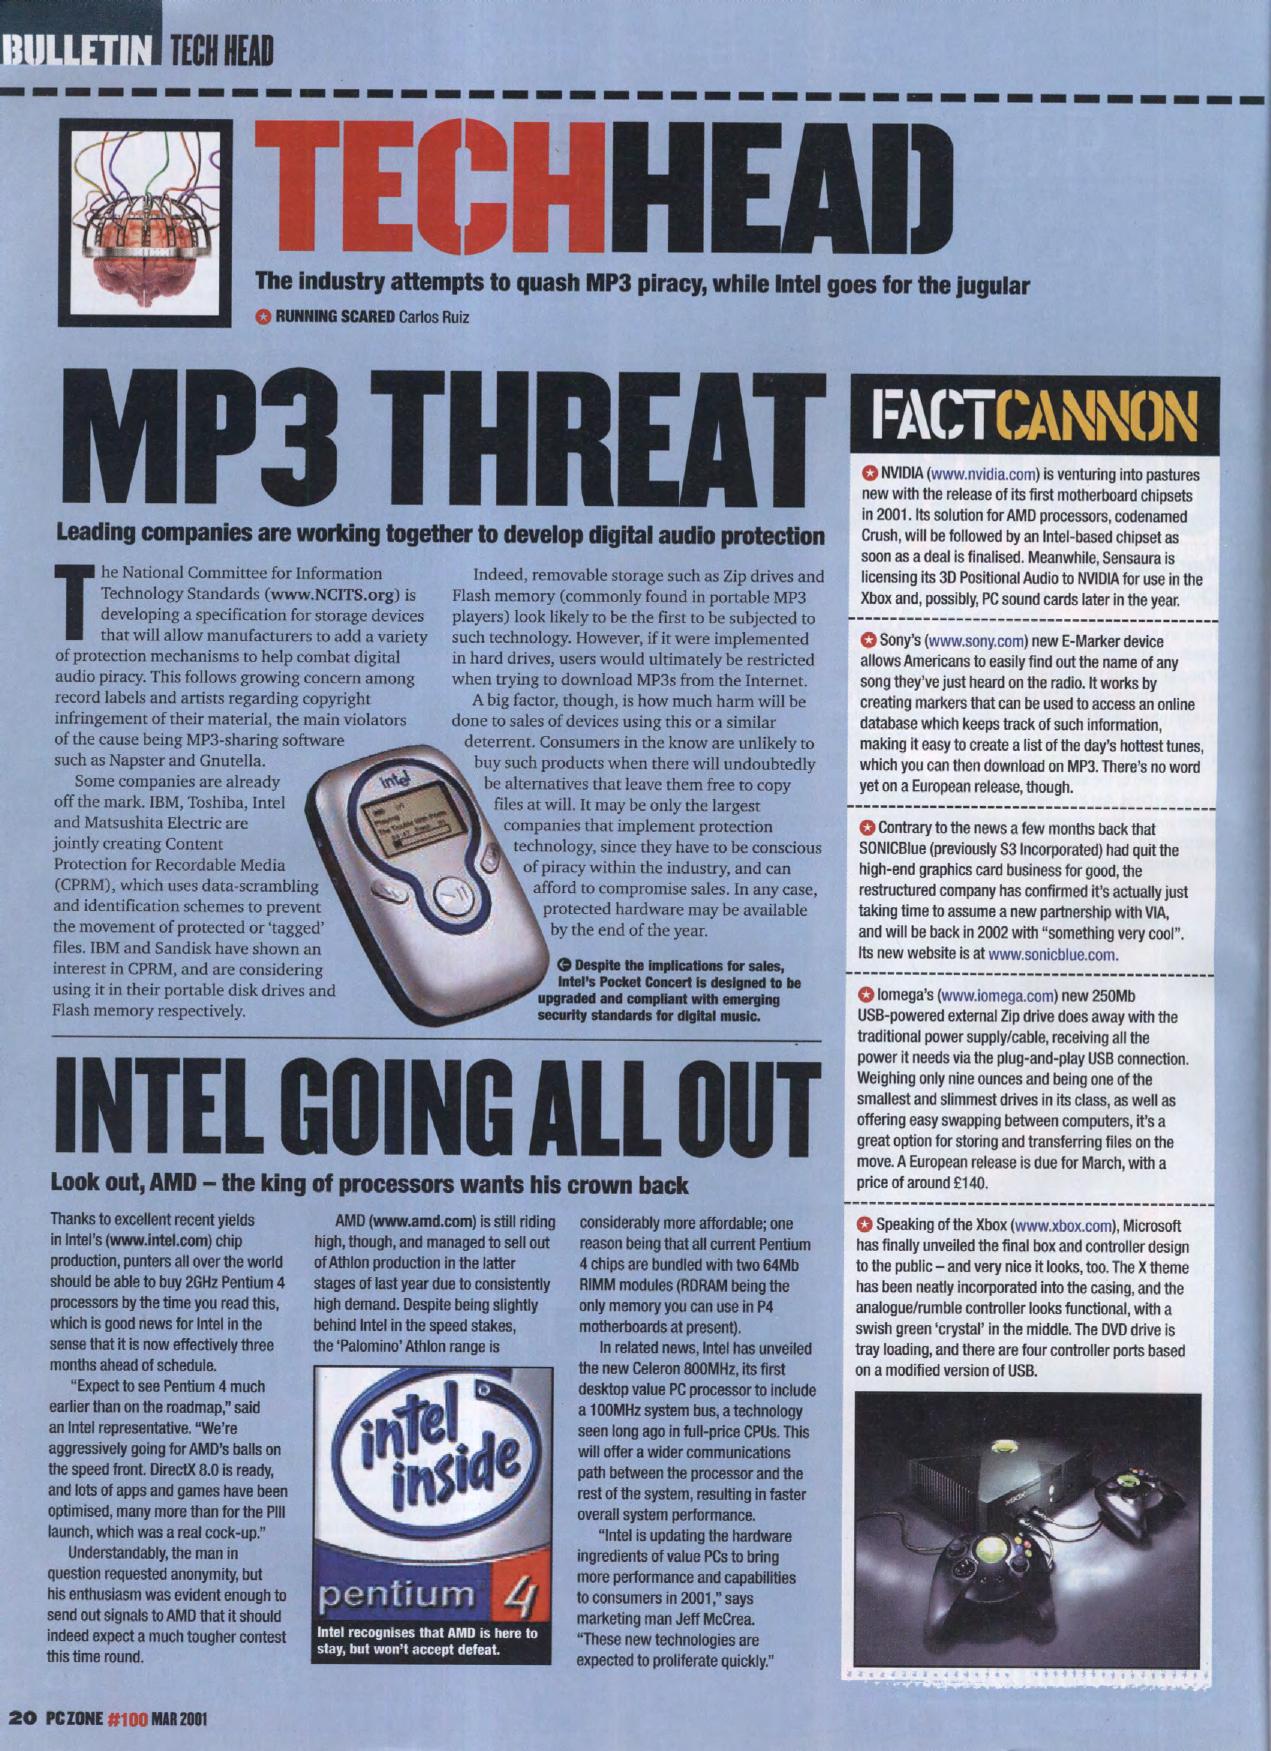 BULLETIN TECH HEAD
TECHHEAD
The industry attempts to quash MP3 piracy, while Intel goes for the jugular
RUNNING SCARED Carlos Ruiz
MP3 THREAT
Leading companies are working together to develop digital audio protection
The National Committee for Information
Technology Standards (www.NCITS.org) is
developing a specification for storage devices
that will allow manufacturers to add a variety
of protection mechanisms to help combat digital
audio piracy. This follows growing concern among
record labels and artists regarding copyright
infringement of their material, the main violators
of the cause being MP3-sharing software
such as Napster and Gnutella.
Some companies are already
off the mark. IBM, Toshiba, Intel
and Matsushita Electric are
jointly creating Content
Protection for Recordable Media
(CPRM), which uses data-scrambling
and identification schemes to prevent
the movement of protected or 'tagged'
files. IBM and Sandisk have shown an
interest in CPRM, and are considering
using it in their portable disk drives and
Flash memory respectively.
Indeed, removable storage such as Zip drives and
Flash memory (commonly found in portable MP3
players) look likely to be the first to be subjected to
such technology. However, if it were implemented
in hard drives, users would ultimately be restricted
when trying to download MP3s from the Internet.
A big factor, though, is how much harm will be
done to sales of devices using this or a similar
deterrent. Consumers in the know are unlikely to
buy such products when there will undoubtedly
be alternatives that leave them free to copy
files at will. It may be only the largest
companies that implement protection
technology, since they have to be conscious
of piracy within the industry, and can
afford to compromise sales. In any case,
protected hardware may be available
by the end of the year.
intel
Despite the implications for sales,
Intel's Pocket Concert is designed to be
upgraded and compliant with emerging
security standards for digital music.
INTEL GOING ALL OUT
Look out, AMD – the king of processors wants his crown back
Thanks to excellent recent yields
in Intel's (www.intel.com) chip
production, punters all over the world
should be able to buy 2GHz Pentium 4
processors by the time you read this,
which is good news for Intel in the
sense that it is now effectively three
months ahead of schedule.
"Expect to see Pentium 4 much
earlier than on the roadmap," said
an Intel representative. "We're
aggressively going for AMD's balls on
the speed front. DirectX 8.0 is ready,
and lots of apps and games have been
optimised, many more than for the PIII
launch, which was a real cock-up."
Understandably, the man in
question requested anonymity, but
his enthusiasm was evident enough to
send out signals to AMD that it should
indeed expect a much tougher contest
this time round.
AMD (www.amd.com) is still riding
high, though, and managed to sell out
of Athlon production in the latter
stages of last year due to consistently
high demand. Despite being slightly
behind Intel in the speed stakes,
the 'Palomino' Athlon range is
intel
inside
pentium 4
Intel recognises that AMD is here to
stay, but won't accept defeat.
considerably more affordable; one
reason being that all current Pentium
4 chips are bundled with two 64Mb
RIMM modules (RDRAM being the
only memory you can use in P4
motherboards at present).
In related news, Intel has unveiled
the new Celeron 800MHz, its first
desktop value PC processor to include
a 100MHz system bus, a technology
seen long ago in full-price CPUs. This
will offer a wider communications
path between the processor and the
rest of the system, resulting in faster
overall system performance.
"Intel is updating the hardware
ingredients of value PCs to bring
more performance and capabilities
to consumers in 2001," says
marketing man Jeff McCrea.
"These new technologies are
expected to proliferate quickly."
FACTCANNON
NVIDIA (www.nvidia.com) is venturing into pastures
new with the release of its first motherboard chipsets
in 2001. Its solution for AMD processors, codenamed
Crush, will be followed by an Intel-based chipset as
soon as a deal is finalised. Meanwhile, Sensaura is
licensing its 3D Positional Audio to NVIDIA for use in the
Xbox and, possibly, PC sound cards later in the year.
Sony's (www.sony.com) new E-Marker device
allows Americans to easily find out the name of any
song they've just heard on the radio. It works by
creating markers that can be used to access an online
database which keeps track of such information,
making it easy to create a list of the day's hottest tunes,
which you can then download on MP3. There's no word
yet on a European release, though.
Contrary to the news a few months back that
SONICBlue (previously S3 Incorporated) had quit the
high-end graphics card business for good, the
restructured company has confirmed it's actually just
taking time to assume a new partnership with VIA,
and will be back in 2002 with "something very cool".
Its new website is at www.sonicblue.com.
Iomega's (www.iomega.com) new 250Mb
USB-powered external Zip drive does away with the
traditional power supply/cable, receiving all the
power it needs via the plug-and-play USB connection.
Weighing only nine ounces and being one of the
smallest and slimmest drives in its class, as well as
offering easy swapping between computers, it's a
great option for storing and transferring files on the
move. A European release is due for March, with a
price of around £140.
Speaking of the Xbox (www.xbox.com), Microsoft
has finally unveiled the final box and controller design
to the public – and very nice it looks, too. The X theme
has been neatly incorporated into the casing, and the
analogue/rumble controller looks functional, with a
swish green 'crystal' in the middle. The DVD drive is
tray loading, and there are four controller ports based
on a modified version of USB.
XBOX
20 PC ZONE #100 MAR 2001